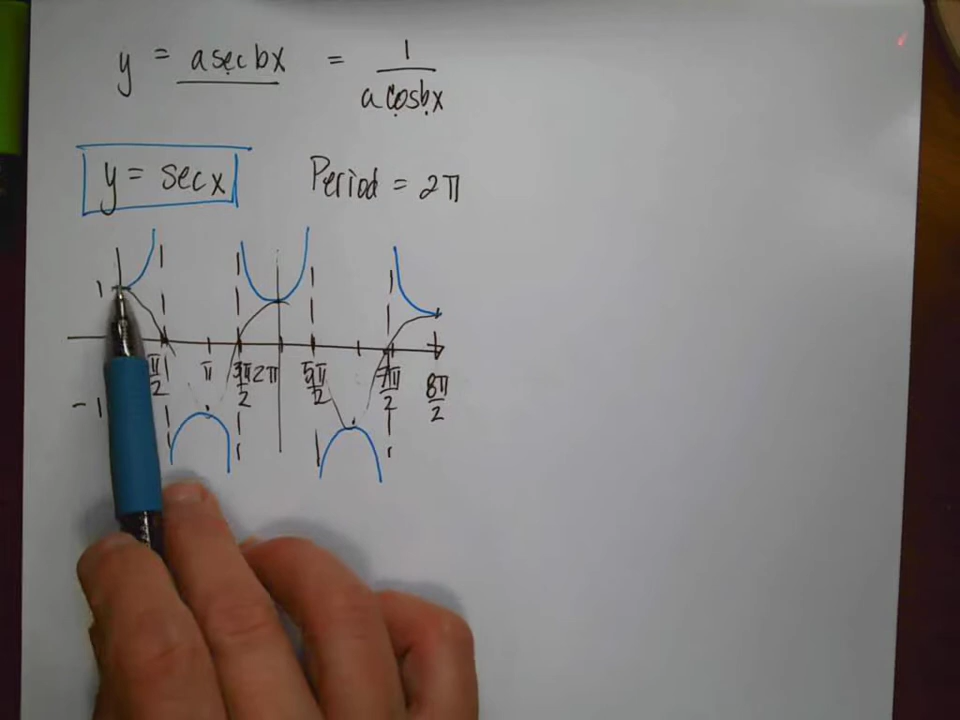 y = a sec bx = 1/(a cos bx)
y = sec x Period = 2π
1
π/2 π 3π/2 2π 5π/2 7π/2 8π/2
-1